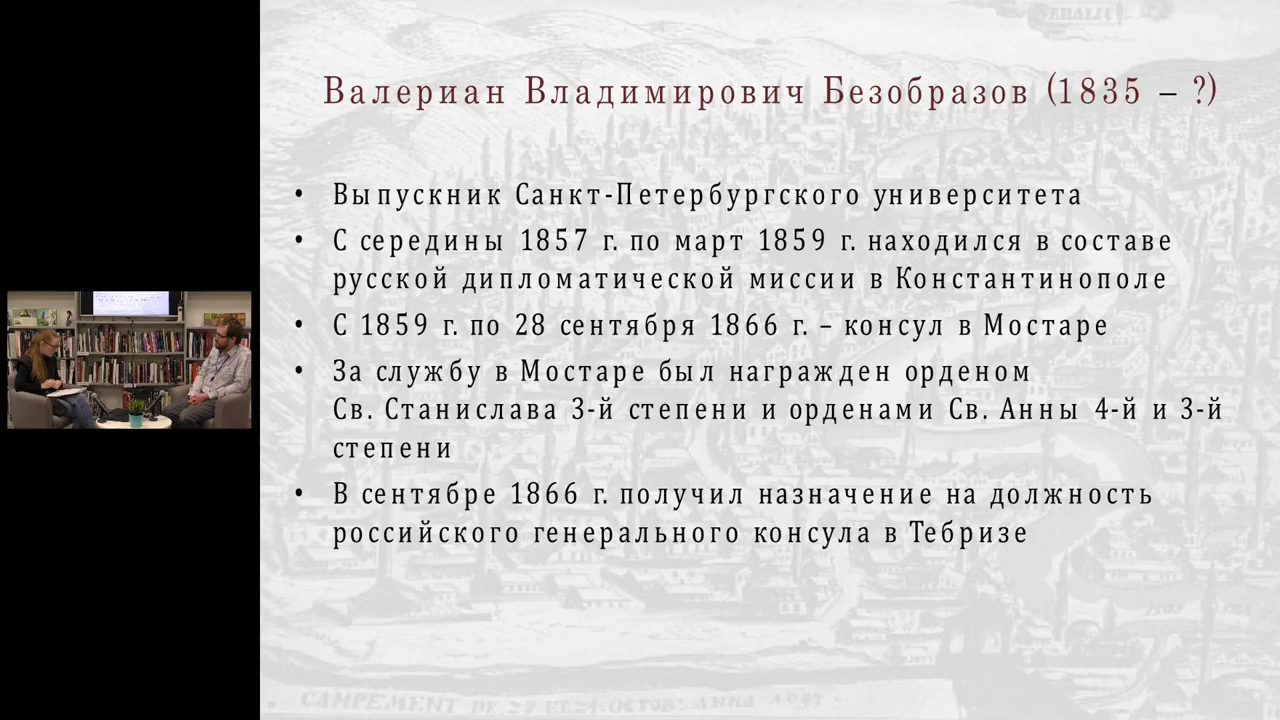 Валериан Владимирович Безобразов (1835 – ?)
• Выпускник Санкт-Петербургского университета
• С середины 1857 г. по март 1859 г. находился в составе
русской дипломатической миссии в Константинополе
• С 1859 г. по 28 сентября 1866 г. – консул в Мостаре
• За службу в Мостаре был награжден орденом
Св. Станислава 3-й степени и орденами Св. Анны 4-й и 3-й
степени
• В сентябре 1866 г. получил назначение на должность
российского генерального консула в Тебризе
CAMPEMENT DE